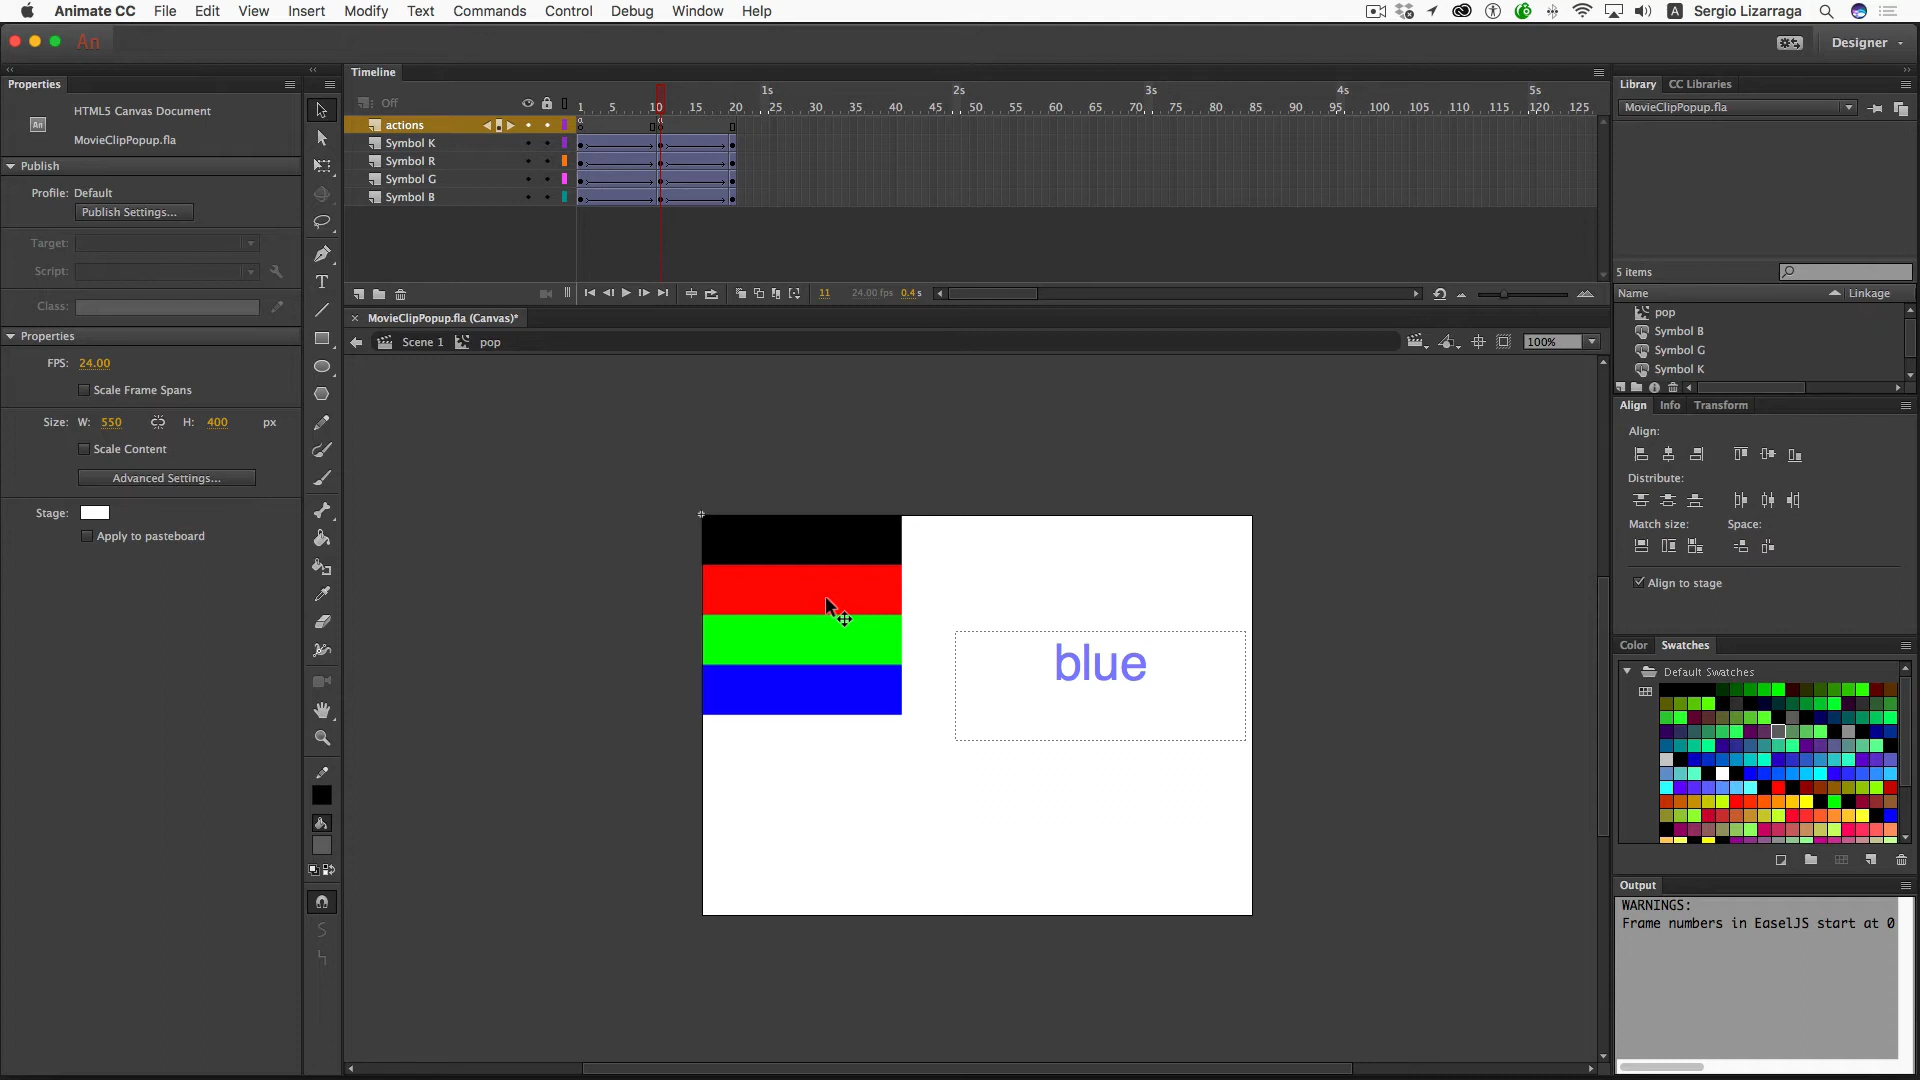 Animate CC File Edit View Insert Modify Text Commands Control Debug Window Help
A Sergio Lizarraga
An
Designer
Properties
HTML5 Canvas Document
An
MovieClipPopup.fla
Publish
Profile: Default
Publish Settings...
Target:
Script:
Class:
Properties
FPS: 24.00
Scale Frame Spans
Size: W: 550 H: 400 px
Scale Content
Advanced Settings...
Stage:
Apply to pasteboard
T
Timeline
Off
1s 2s 3s 4s 5s
1 5 10 15 20 25 30 35 40 45 50 55 60 65 70 75 80 85 90 95 100 105 110 115 120 125
actions
Symbol K
Symbol R
Symbol G
Symbol B
11 24.00 fps 0.4s
MovieClipPopup.fla (Canvas)*
Scene 1 pop
100%
blue
Library CC Libraries
MovieClipPopup.fla
5 items
Name Linkage
pop
Symbol B
Symbol G
Symbol K
Align Info Transform
Align:
Distribute:
Match size: Space:
Align to stage
Color Swatches
Default Swatches
Output
WARNINGS:
Frame numbers in EaselJS start at 0